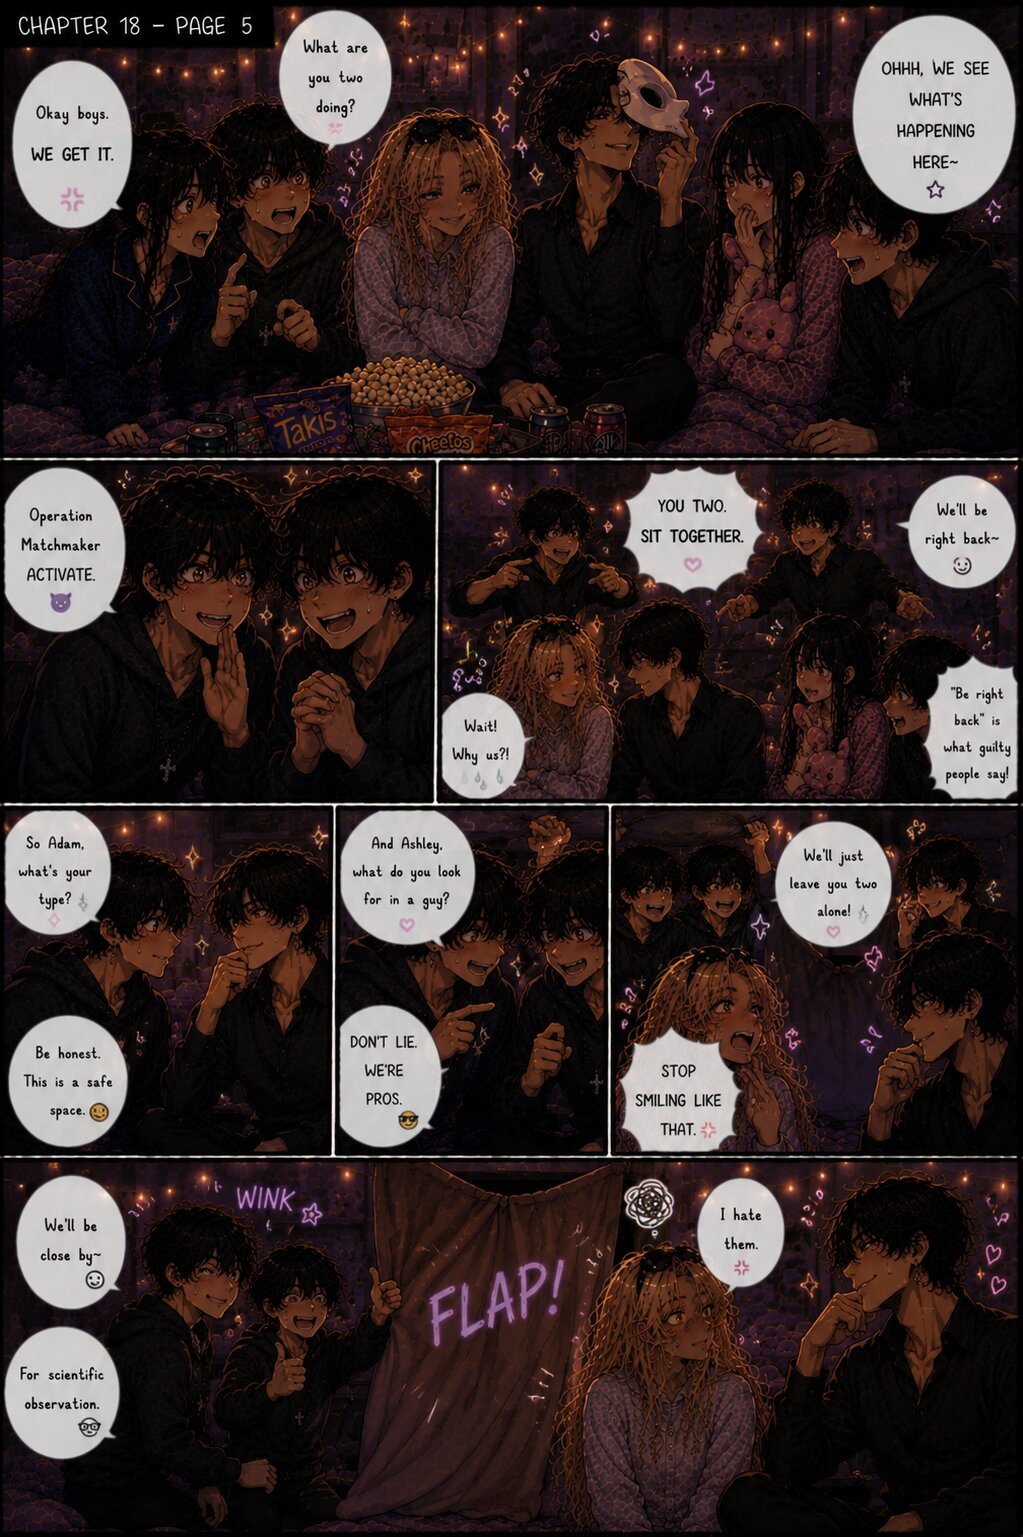 CHAPTER 18 - PAGE 5
Okay boys.
WE GET IT.
What are
you two
doing?
OHHH, WE SEE
WHAT'S
HAPPENING
HERE~
Takis
Cheetos
Operation
Matchmaker
ACTIVATE.
YOU TWO.
SIT TOGETHER.
We'll be
right back~
Wait!
Why us?!
"Be right
back" is
what guilty
people say!
So Adam,
what's your
type?
Be honest.
This is a safe
space.
And Ashley,
what do you look
for in a guy?
DON'T LIE.
WE'RE
PROS.
We'll just
leave you two
alone!
STOP
SMILING LIKE
THAT.
We'll be
close by~
WINK
For scientific
observation.
FLAP!
I hate
them.